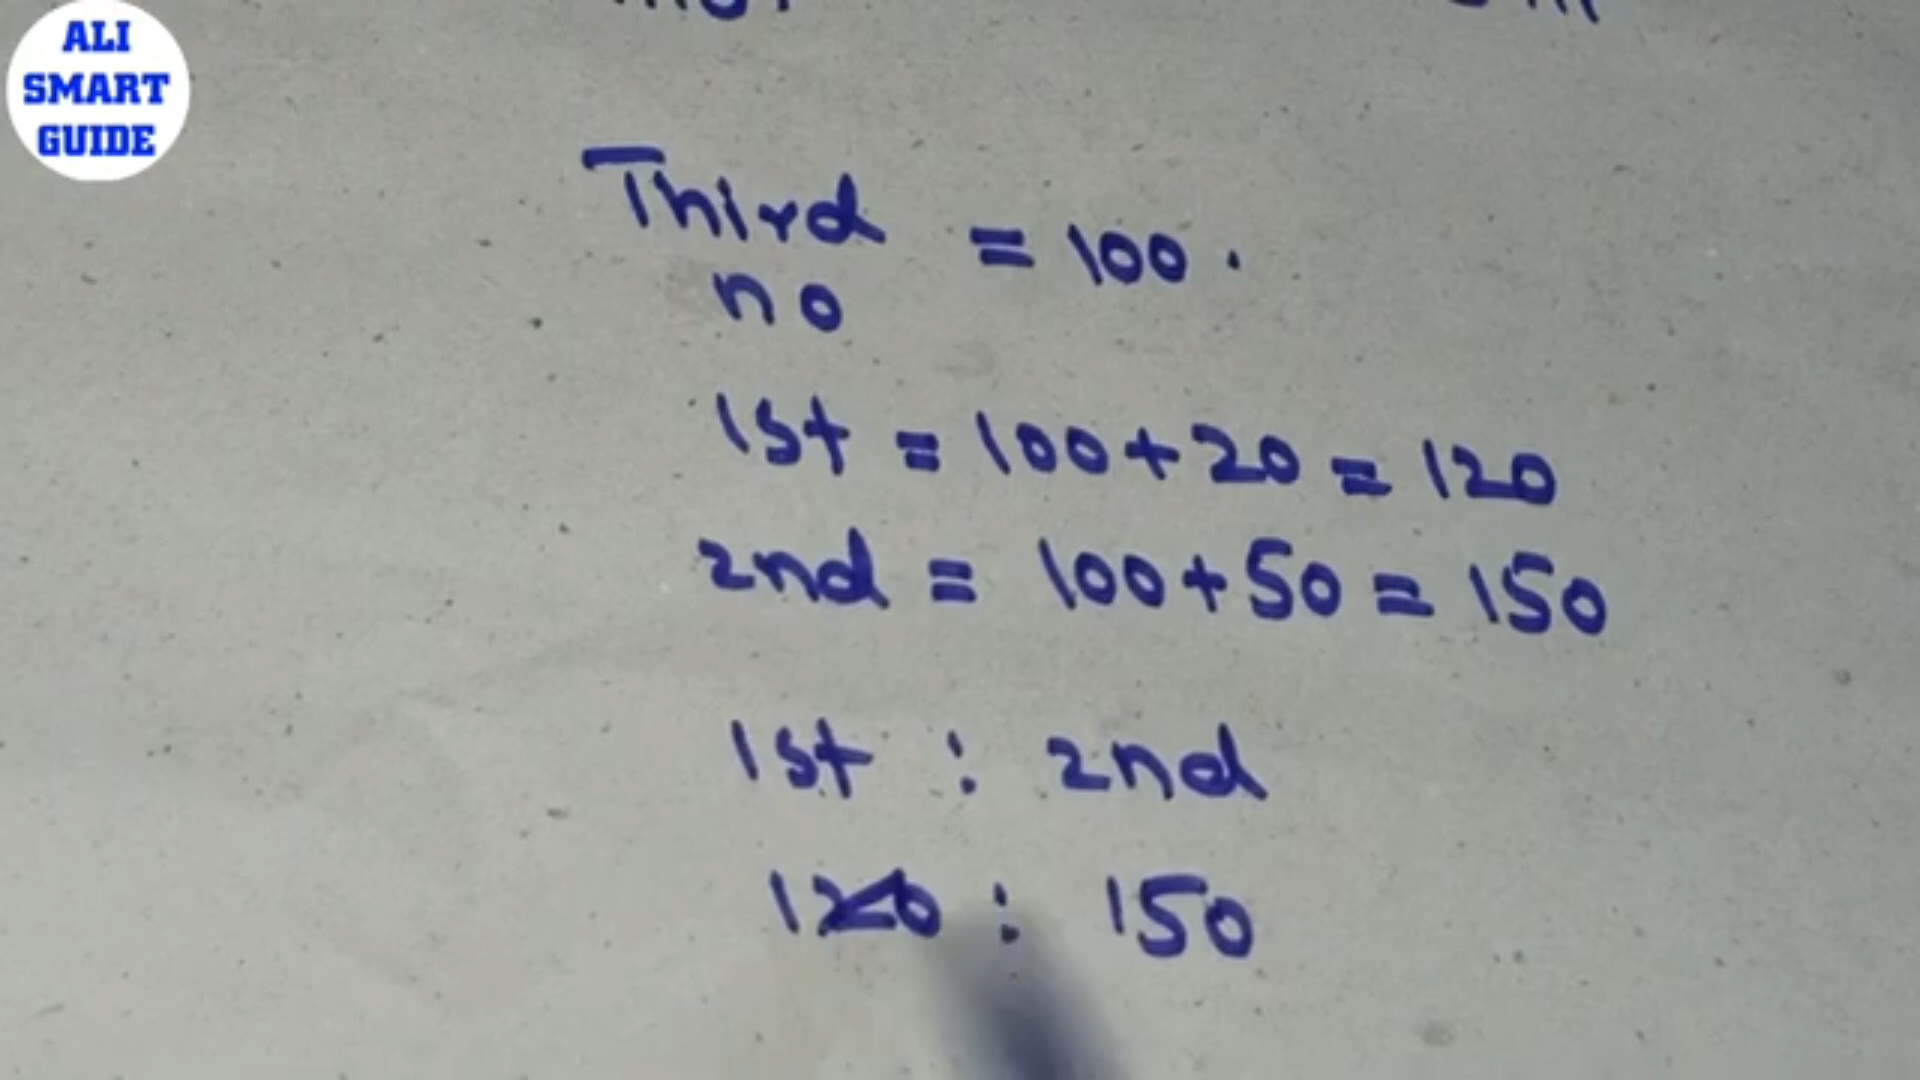 ALI
SMART
GUIDE
Third = 100.
no
1st = 100+20 = 120
2nd = 100+50 = 150
1st : 2nd
120 : 150